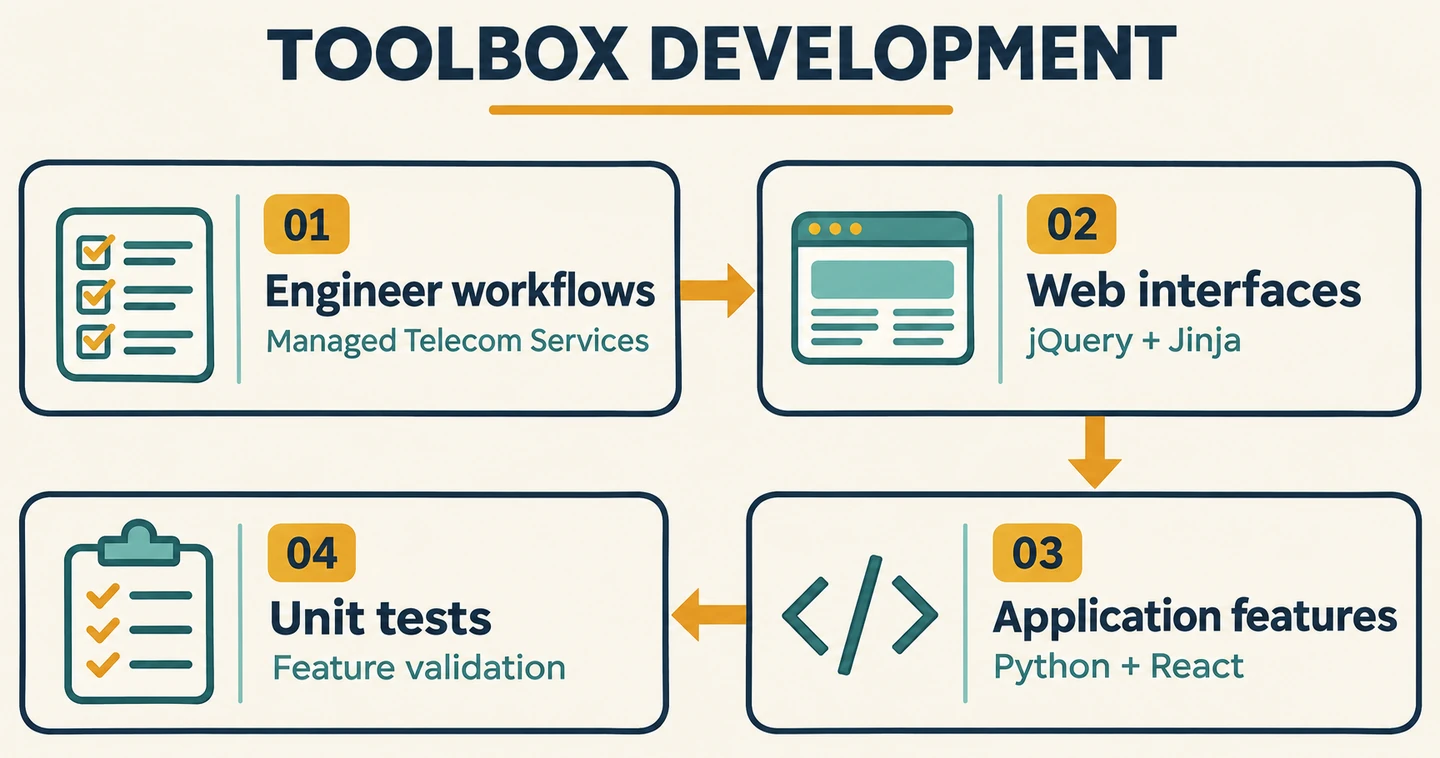 TOOLBOX DEVELOPMENT
01
Engineer workflows
Managed Telecom Services
02
Web interfaces
jQuery + Jinja
03
Application features
Python + React
04
Unit tests
Feature validation